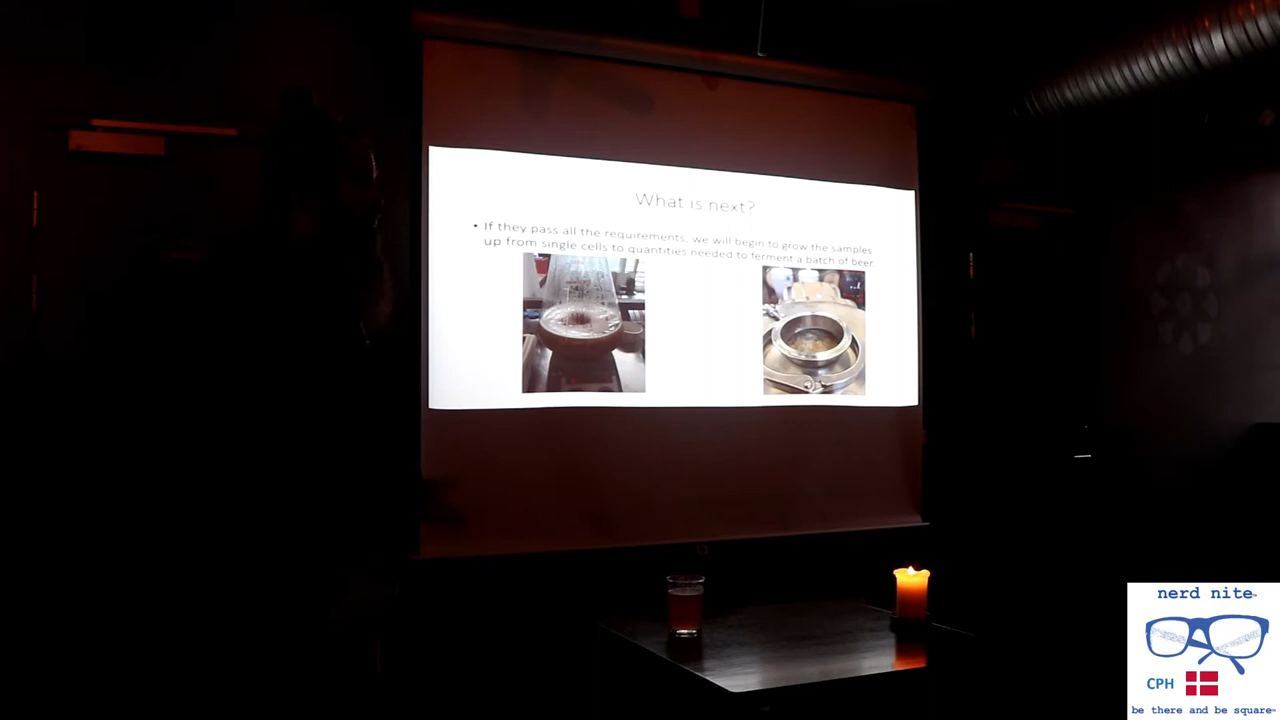 What is next?
• If they pass all the requirements, we will begin to grow the samples
up from single cells to quantities needed to ferment a batch of beer
nerd nite
CPH
be there and be square